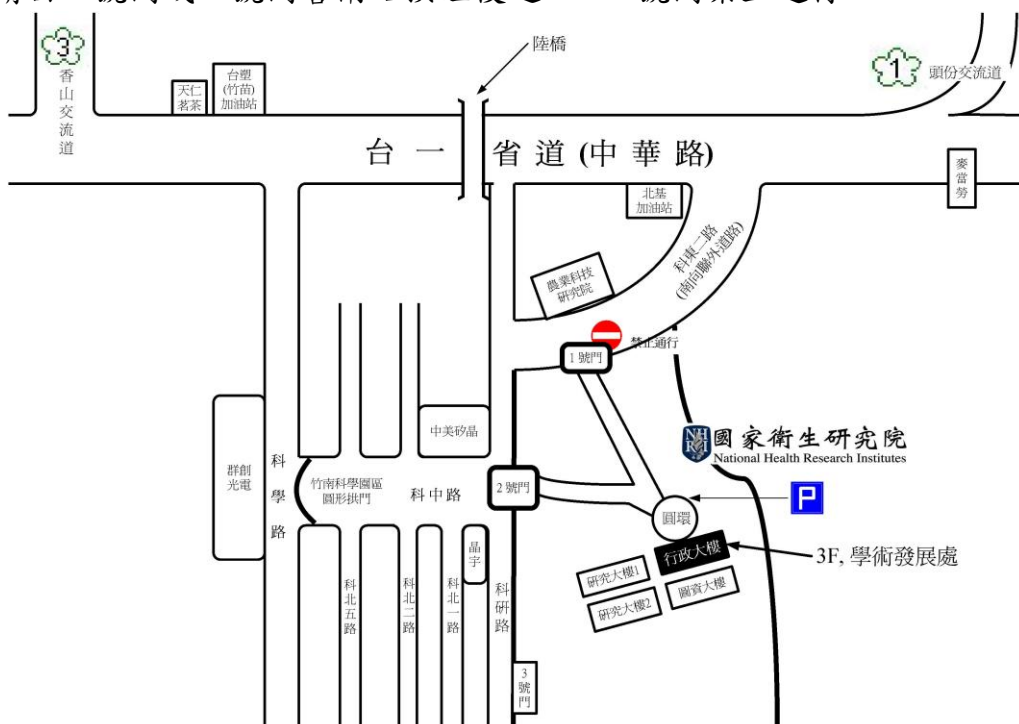 3
香山交流道
天仁
茗茶
台塑
(竹苗)
加油站
陸橋
1
頭份交流道
台一省道(中華路)
麥當勞
北基
加油站
科東二路
(南向聯外道路)
農業科技
研究院
禁止通行
1 號門
中美矽晶
國家衛生研究院
National Health Research Institutes
群創
光電
科學路
竹南科學園區
圓形拱門
科中路
2 號門
P
圓環
晶宇
行政大樓
3F, 學術發展處
研究大樓1
圖資大樓
研究大樓2
科北五路
科北二路
科北一路
科研路
3號門